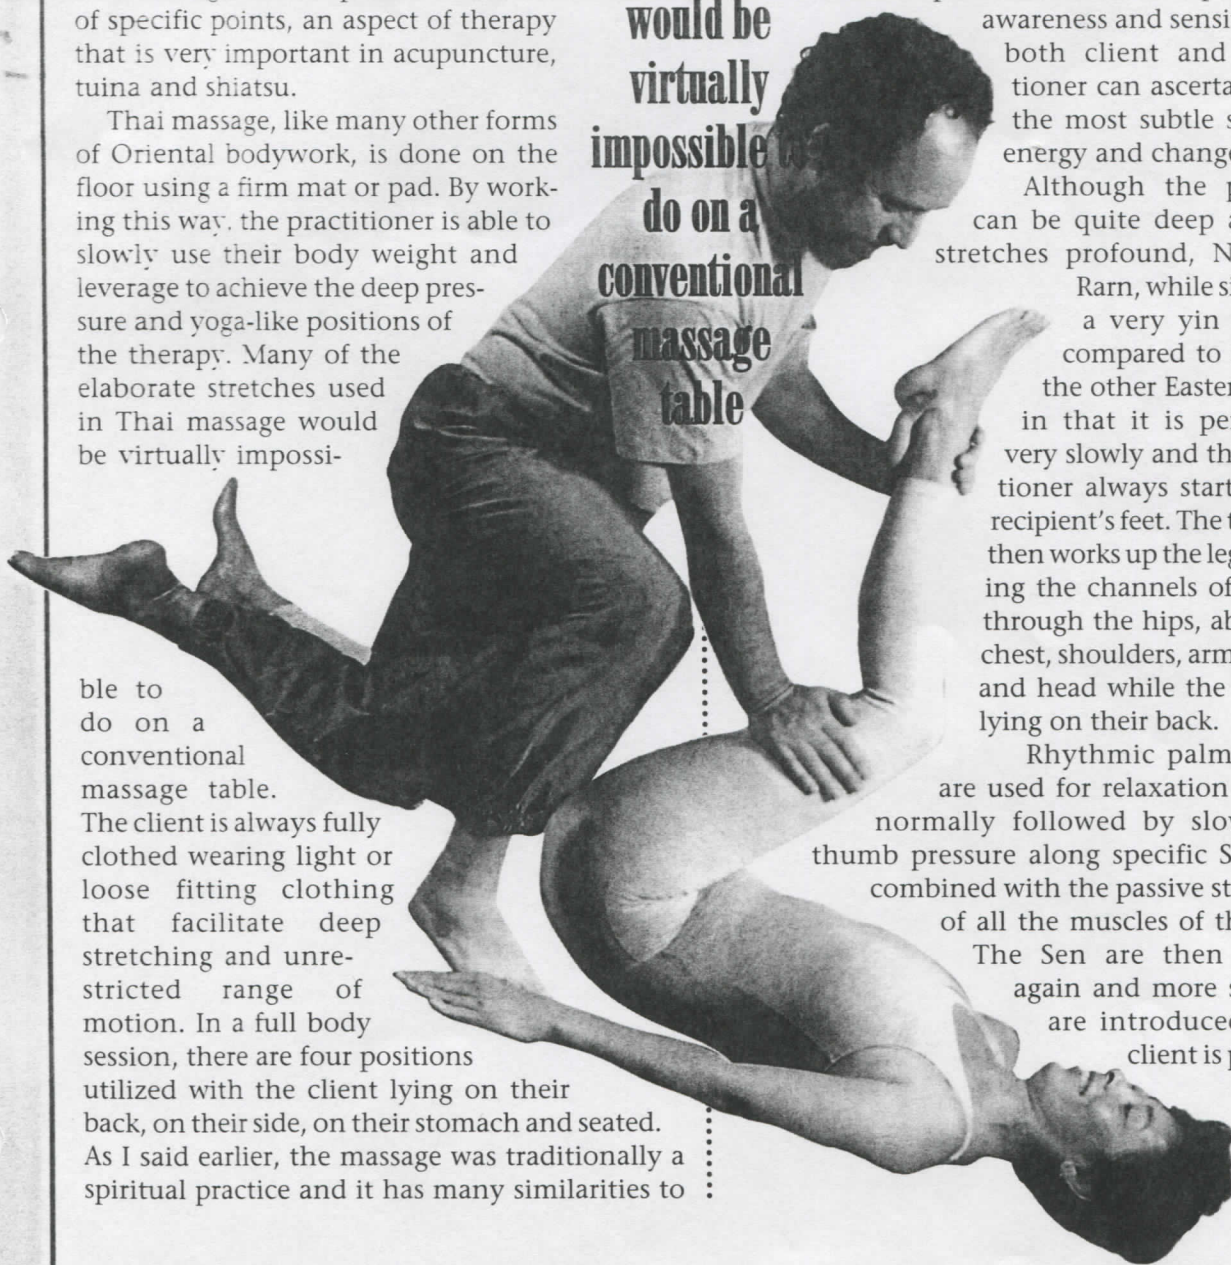 of specific points, an aspect of therapy
that is very important in acupuncture,
tuina and shiatsu.
Thai massage, like many other forms
of Oriental bodywork, is done on the
floor using a firm mat or pad. By work-
ing this way, the practitioner is able to
slowly use their body weight and
leverage to achieve the deep pres-
sure and yoga-like positions of
the therapy. Many of the
elaborate stretches used
in Thai massage would
be virtually impossi-
ble to
do on a
conventional
massage table.
The client is always fully
clothed wearing light or
loose fitting clothing
that facilitate deep
stretching and unre-
stricted range of
motion. In a full body
session, there are four positions
utilized with the client lying on their
back, on their side, on their stomach and seated.
As I said earlier, the massage was traditionally a
spiritual practice and it has many similarities to
would be
virtually
impossible
do on a
conventional
massage
table
awareness and sensi
both client and
tioner can ascerta
the most subtle s
energy and change
Although the
can be quite deep a
stretches profound, N
Rarn, while si
a very yin
compared to
the other Easter
in that it is per
very slowly and th
tioner always start
recipient's feet. The t
then works up the leg
ing the channels of
through the hips, ab
chest, shoulders, arm
and head while the
lying on their back.
Rhythmic palm
are used for relaxation
normally followed by slow
thumb pressure along specific S
combined with the passive st
of all the muscles of th
The Sen are then
again and more s
are introduced
client is p